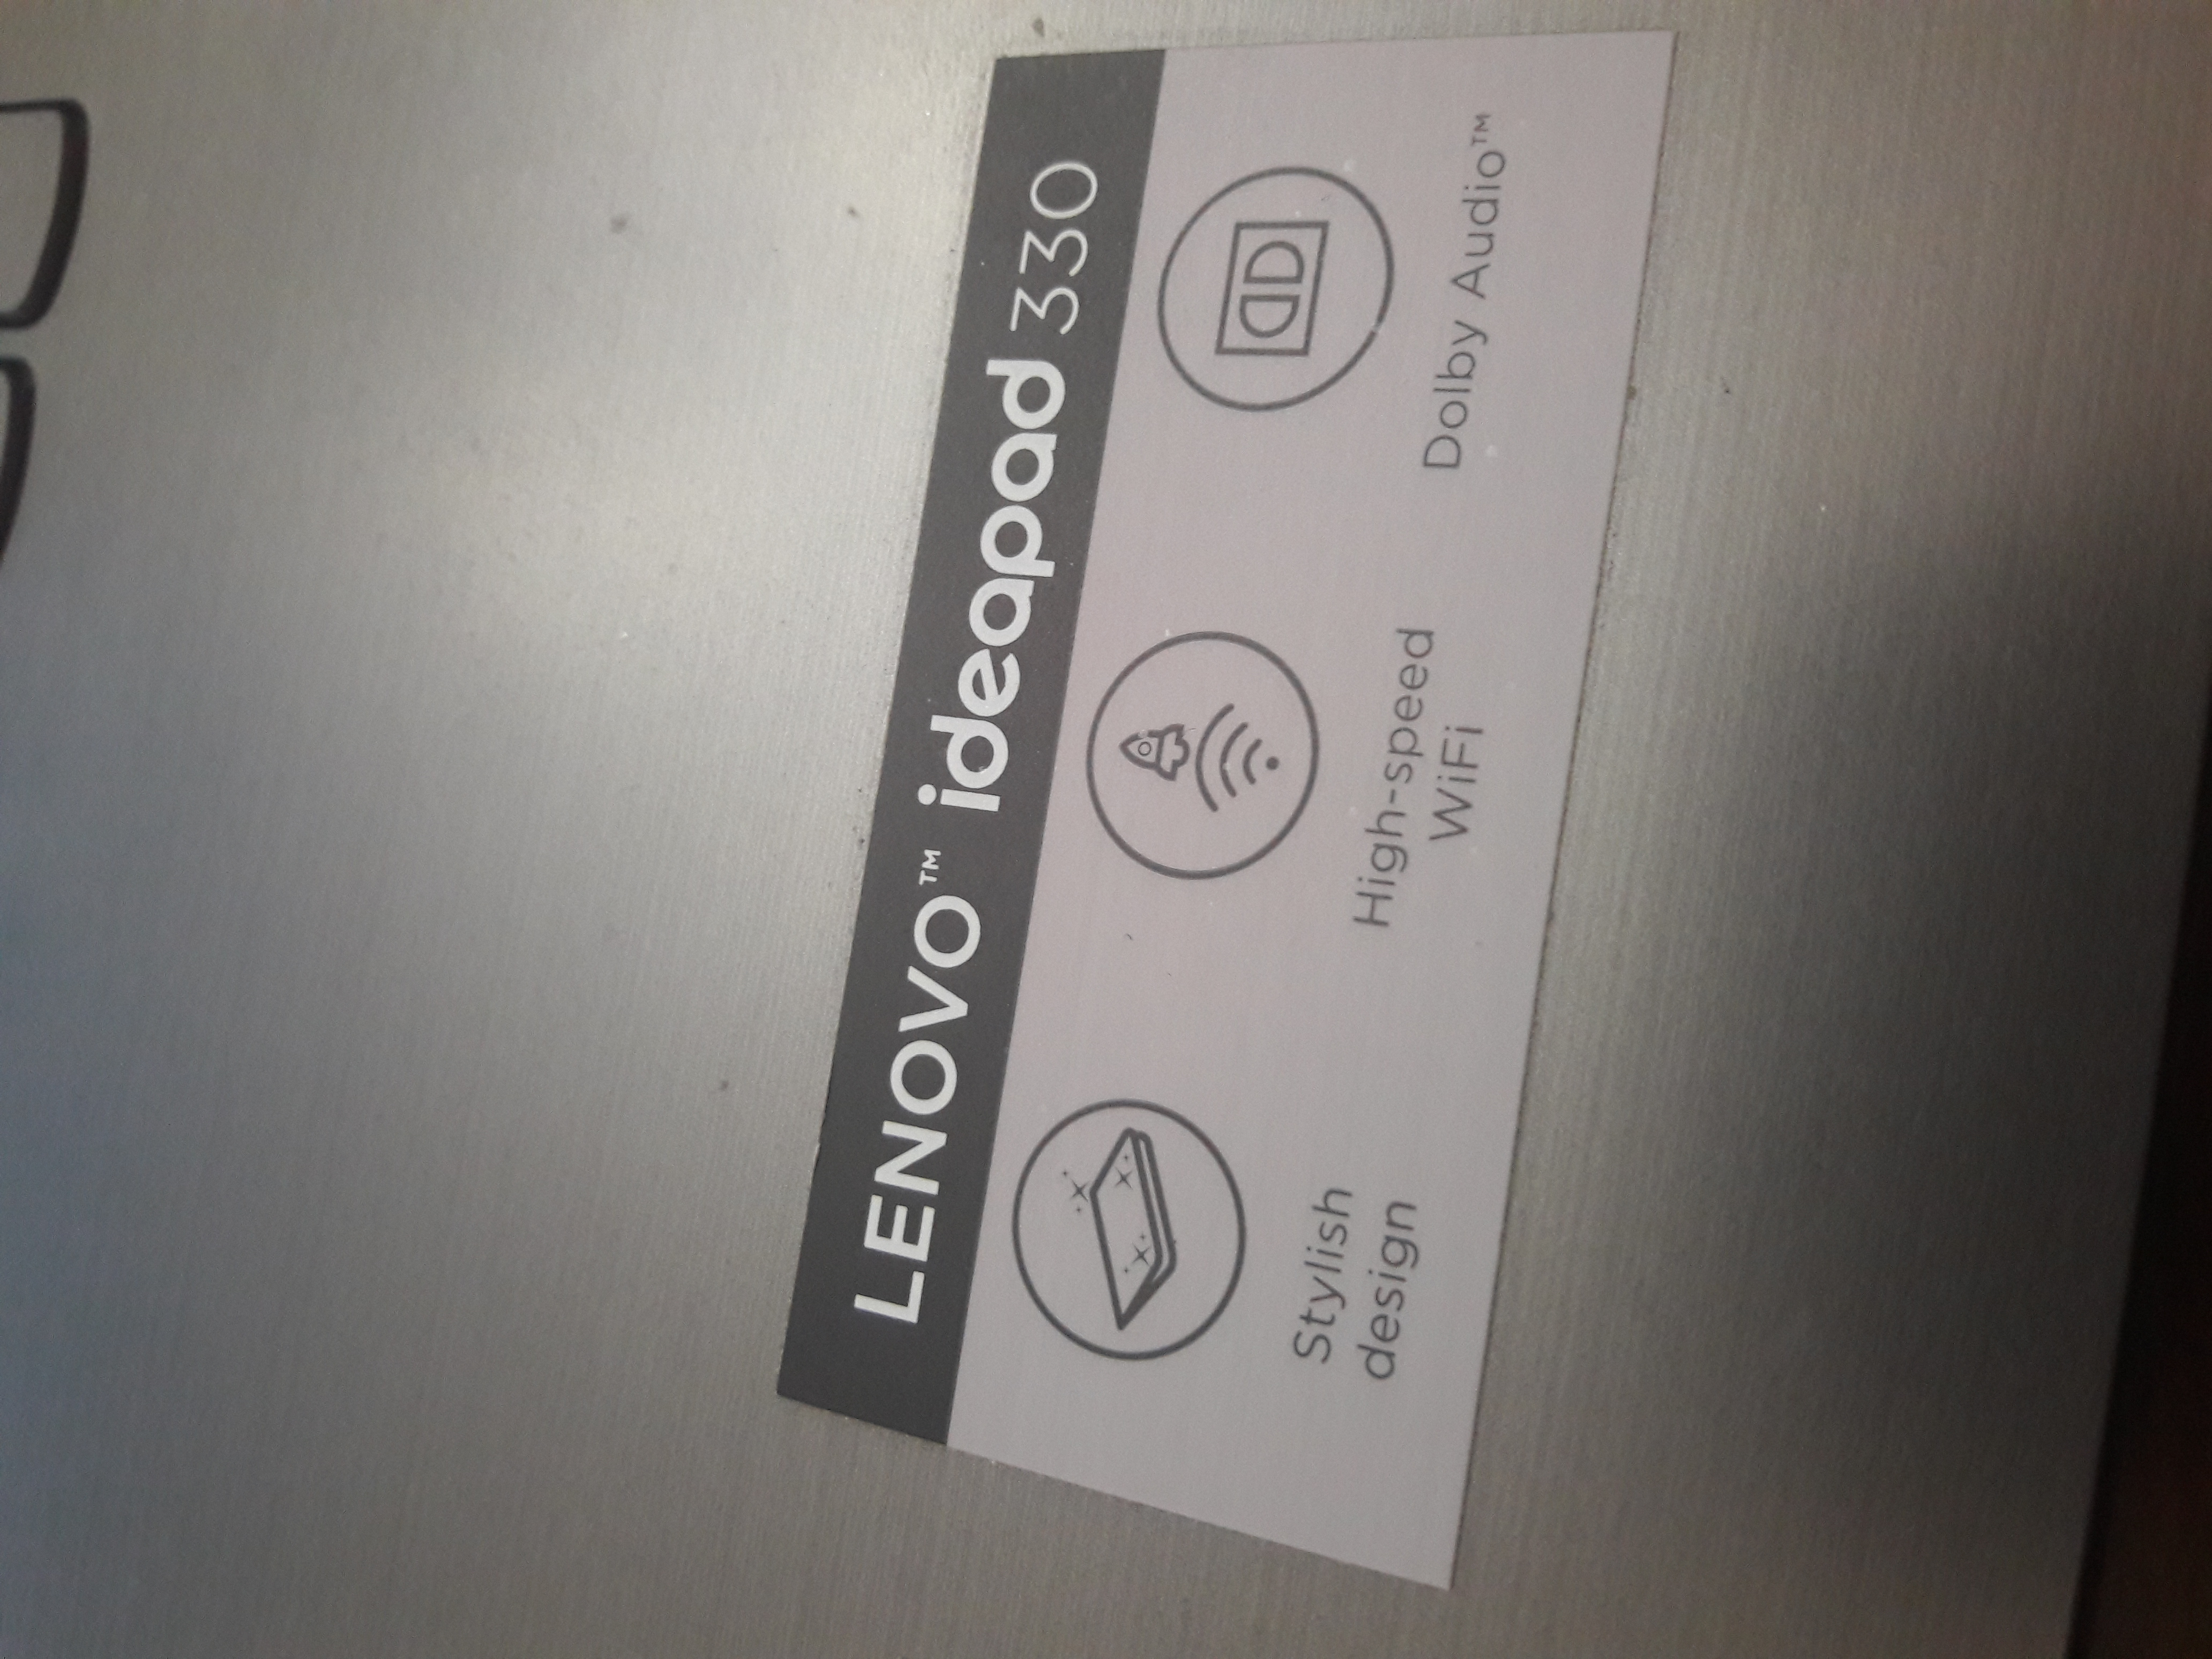 LENOVO™ ideapad 330
Stylish
design
High-speed
WiFi
Dolby Audio™